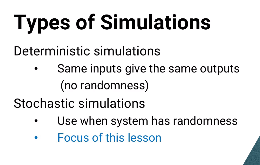 Types of Simulations
Deterministic simulations
• Same inputs give the same outputs
(no randomness)
Stochastic simulations
• Use when system has randomness
• Focus of this lesson